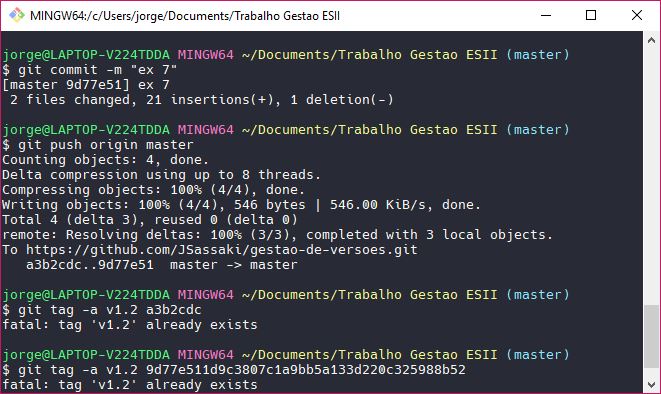 MINGW64:/c/Users/jorge/Documents/Trabalho Gestao ESII
jorge@LAPTOP-V224TDDA MINGW64 ~/Documents/Trabalho Gestao ESII (master)
$ git commit -m "ex 7"
[master 9d77e51] ex 7
 2 files changed, 21 insertions(+), 1 deletion(-)
jorge@LAPTOP-V224TDDA MINGW64 ~/Documents/Trabalho Gestao ESII (master)
$ git push origin master
Counting objects: 4, done.
Delta compression using up to 8 threads.
Compressing objects: 100% (4/4), done.
Writing objects: 100% (4/4), 546 bytes | 546.00 KiB/s, done.
Total 4 (delta 3), reused 0 (delta 0)
remote: Resolving deltas: 100% (3/3), completed with 3 local objects.
To https://github.com/JSassaki/gestao-de-versoes.git
   a3b2cdc..9d77e51  master -> master
jorge@LAPTOP-V224TDDA MINGW64 ~/Documents/Trabalho Gestao ESII (master)
$ git tag -a v1.2 a3b2cdc
fatal: tag 'v1.2' already exists
jorge@LAPTOP-V224TDDA MINGW64 ~/Documents/Trabalho Gestao ESII (master)
$ git tag -a v1.2 9d77e511d9c3807c1a9bb5a133d220c325988b52
fatal: tag 'v1.2' already exists